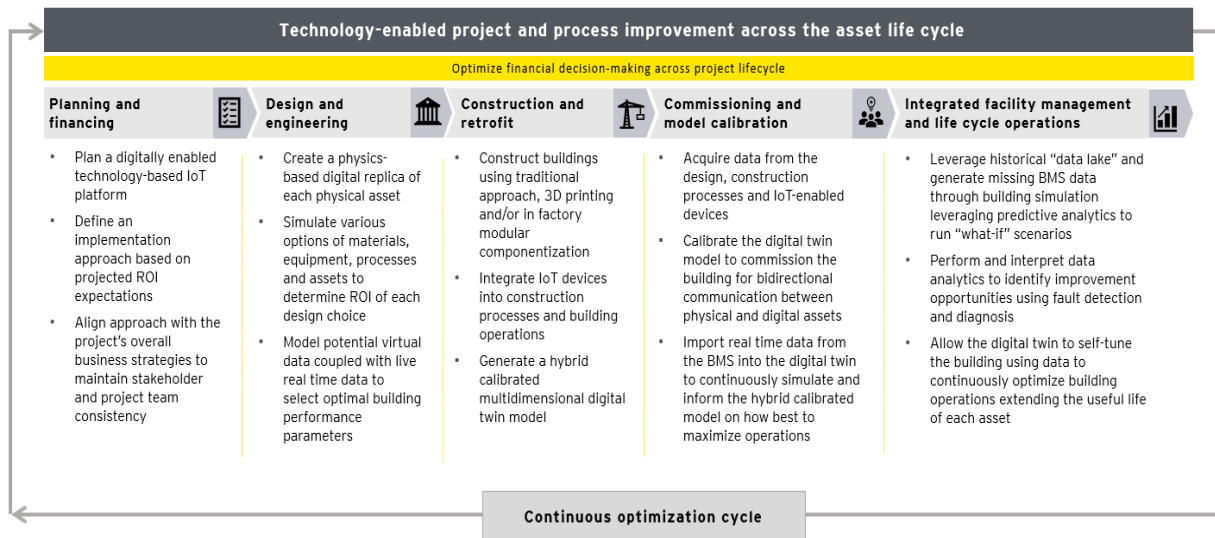 Technology-enabled project and process improvement across the asset life cycle
Optimize financial decision-making across project lifecycle
Planning and
financing
• Plan a digitally enabled
technology-based IoT
platform
• Define an
implementation
approach based on
projected ROI
expectations
• Align approach with the
project's overall
business strategies to
maintain stakeholder
and project team
consistency
Design and
engineering
• Create a physics-
based digital replica
of each physical asset
• Simulate various
options of materials,
equipment, processes
and assets to
determine ROI of each
design choice
• Model potential virtual
data coupled with live
real time data to
select optimal building
performance
parameters
Construction and
retrofit
• Construct buildings
using traditional
approach, 3D printing
and/or in factory
modular
componentization
• Integrate IoT devices
into construction
processes and building
operations
• Generate a hybrid
calibrated
multidimensional digital
twin model
Commissioning and
model calibration
• Acquire data from the
design, construction
processes and IoT-enabled
devices
• Calibrate the digital twin
model to commission the
building for bidirectional
communication between
physical and digital assets
• Import real time data from
the BMS into the digital twin
to continuously simulate and
inform the hybrid calibrated
model on how best to
maximize operations
Integrated facility management
and life cycle operations
• Leverage historical “data lake” and
generate missing BMS data
through building simulation
leveraging predictive analytics to
run “what-if” scenarios
• Perform and interpret data
analytics to identify improvement
opportunities using fault detection
and diagnosis
• Allow the digital twin to self-tune
the building using data to
continuously optimize building
operations extending the useful life
of each asset
Continuous optimization cycle